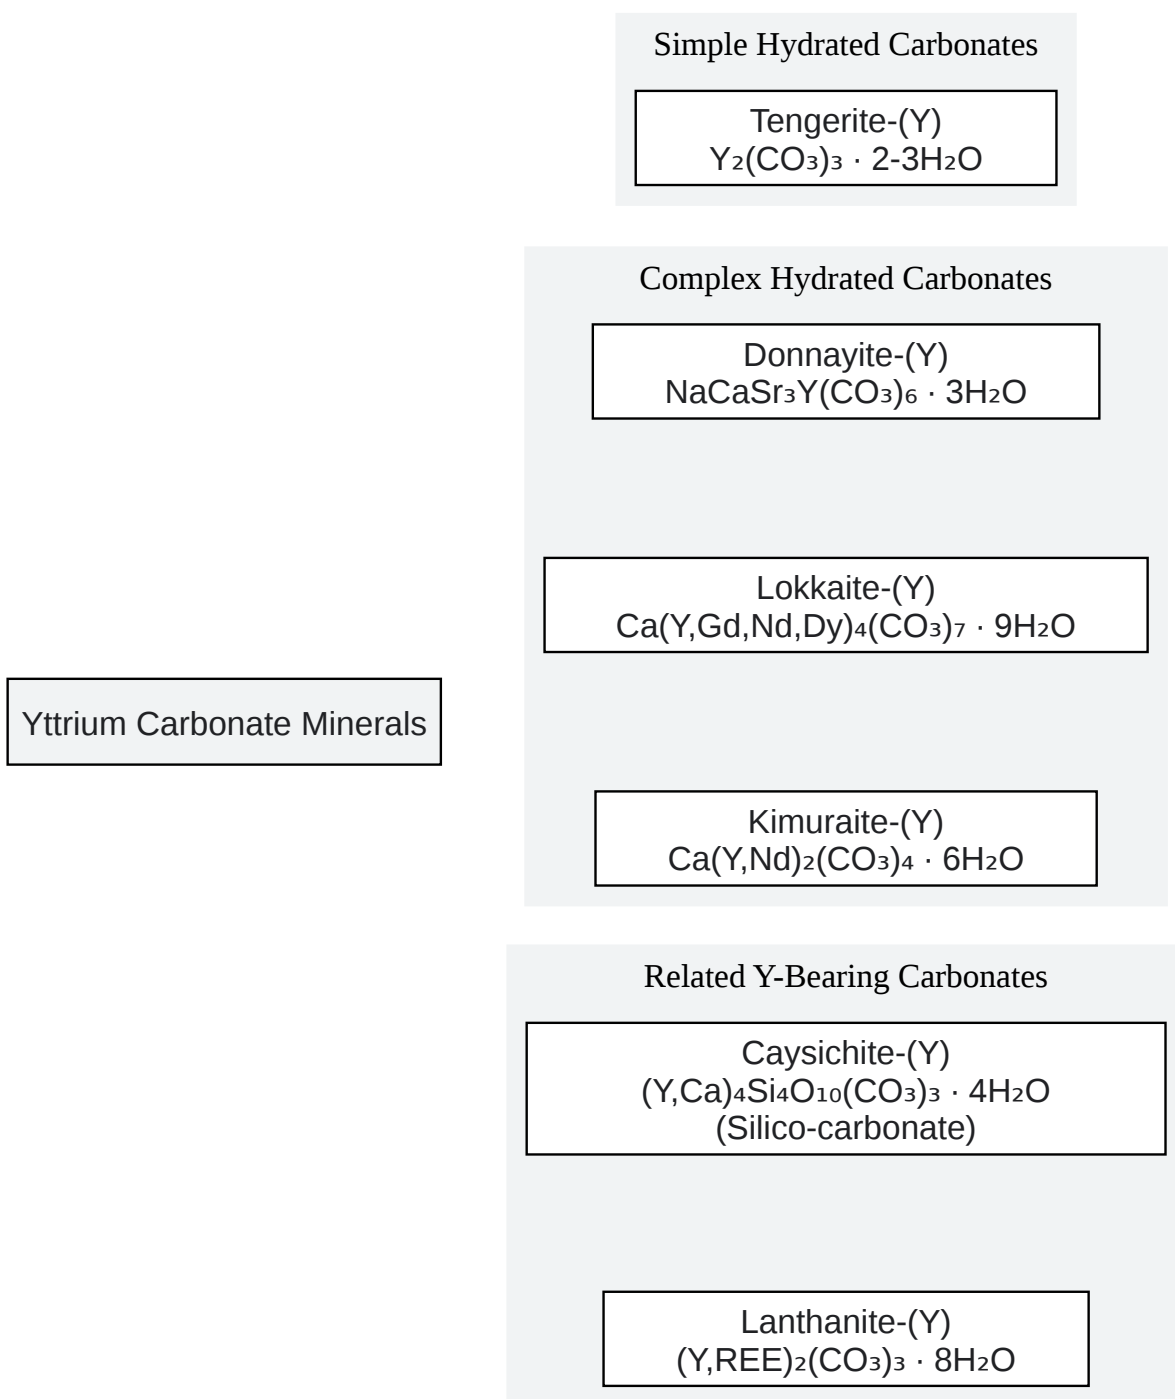 Simple Hydrated Carbonates
Tengerite-(Y)
Y₂(CO₃)₃ · 2-3H₂O
Complex Hydrated Carbonates
Donnayite-(Y)
NaCaSr₃Y(CO₃)₆ · 3H₂O
Lokkaite-(Y)
Ca(Y,Gd,Nd,Dy)₄(CO₃)₇ · 9H₂O
Yttrium Carbonate Minerals
Kimuraite-(Y)
Ca(Y,Nd)₂(CO₃)₄ · 6H₂O
Related Y-Bearing Carbonates
Caysichite-(Y)
(Y,Ca)₄Si₄O₁₀(CO₃)₃ · 4H₂O
(Silico-carbonate)
Lanthanite-(Y)
(Y,REE)₂(CO₃)₃ · 8H₂O